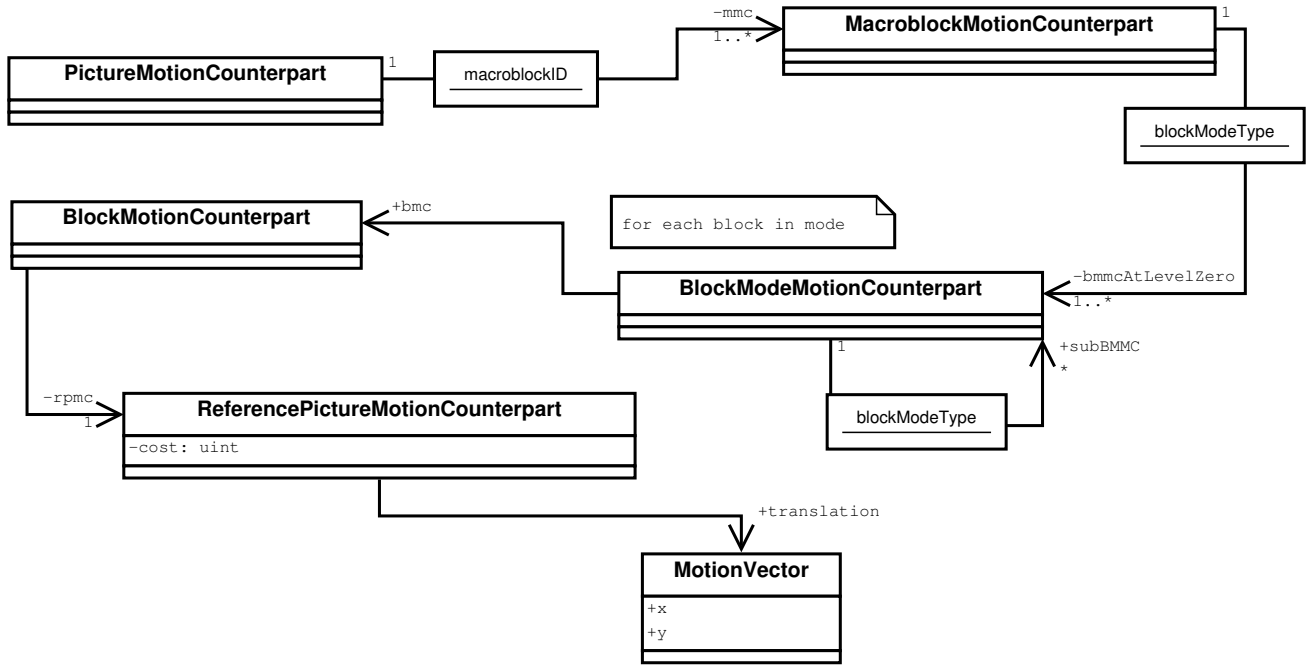 -mmc
1..*
MacroblockMotionCounterpart
1
PictureMotionCounterpart
1
macroblockID
blockModeType
BlockMotionCounterpart
+bmc
for each block in mode
BlockModeMotionCounterpart
-bmmcAtLevelZero
1..*
1
+subBMMC
*
blockModeType
-rpmc
1
ReferencePictureMotionCounterpart
-cost: uint
+translation
MotionVector
+x
+y